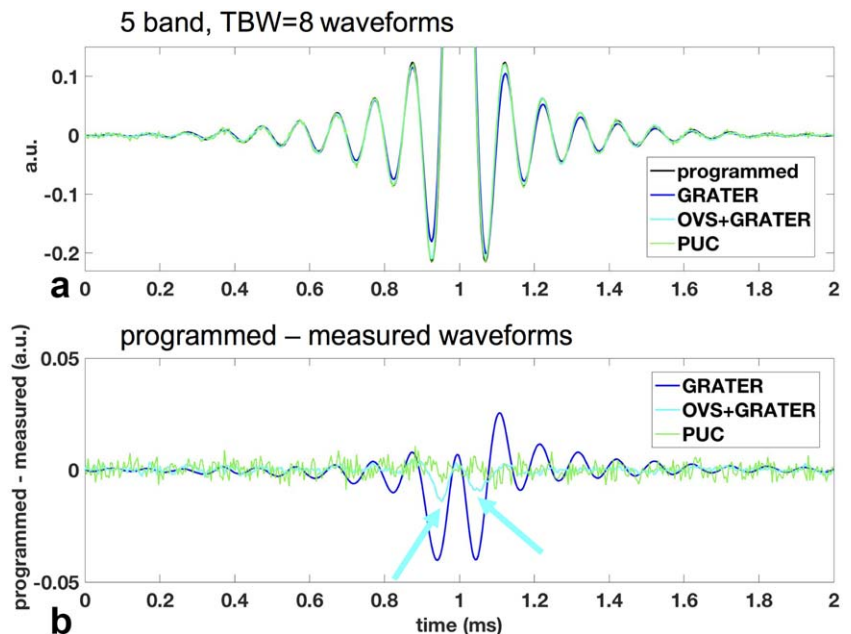 5 band, TBW=8 waveforms
0.1
0
-0.1
-0.2
a.u.
programmed
GRATER
OVS+GRATER
PUC
a
0 0.2 0.4 0.6 0.8 1 1.2 1.4 1.6 1.8 2
programmed – measured waveforms
0.05
0
-0.05
programmed - measured (a.u.)
GRATER
OVS+GRATER
PUC
b
0 0.2 0.4 0.6 0.8 1 1.2 1.4 1.6 1.8 2
time (ms)